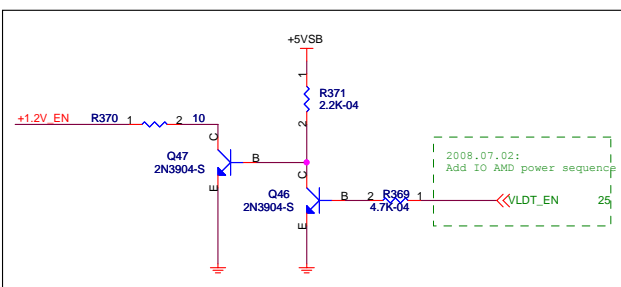 +5VSB
1
R371
2.2K-04
2
+1.2V_EN
R370 1 2 10
C
Q47
2N3904-S
B
E
C
Q46
2N3904-S
B
E
2 R369 1
4.7K-04
2008.07.02:
Add IO AMD power sequence
VLDT_EN 25